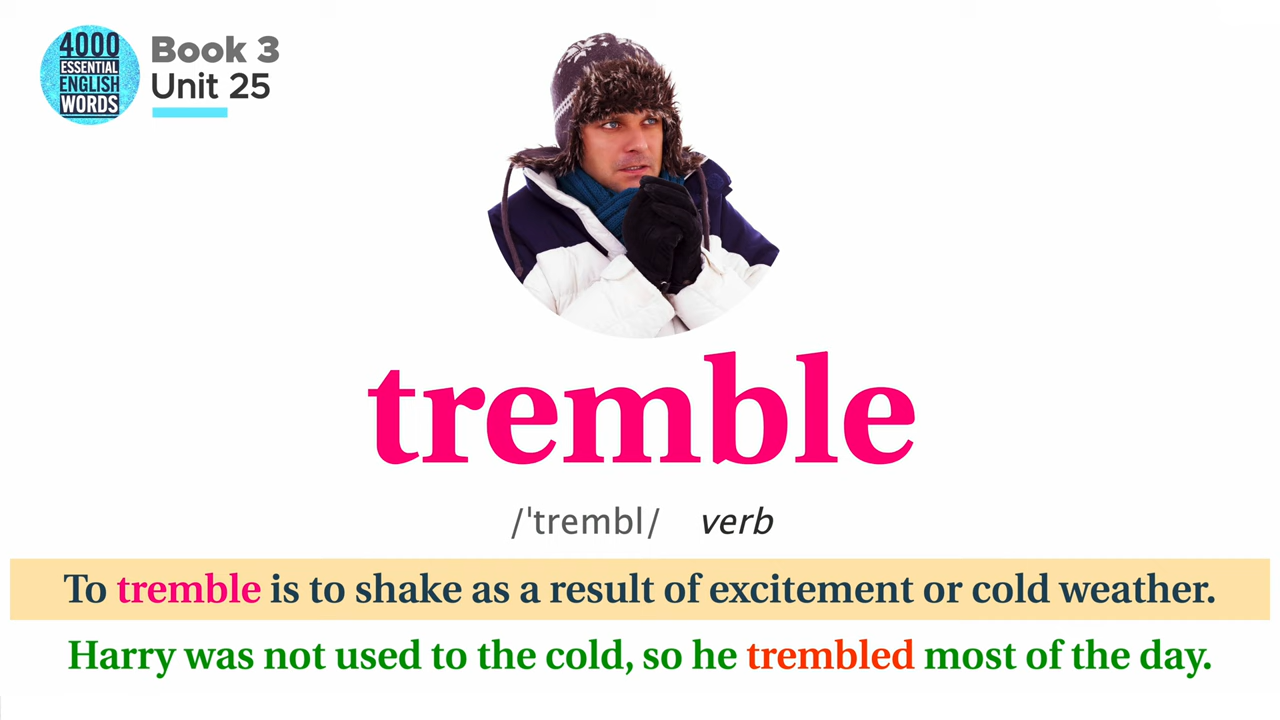 4000
ESSENTIAL
ENGLISH
WORDS
Book 3
Unit 25
tremble
/ˈtrembl/ verb
To tremble is to shake as a result of excitement or cold weather.
Harry was not used to the cold, so he trembled most of the day.